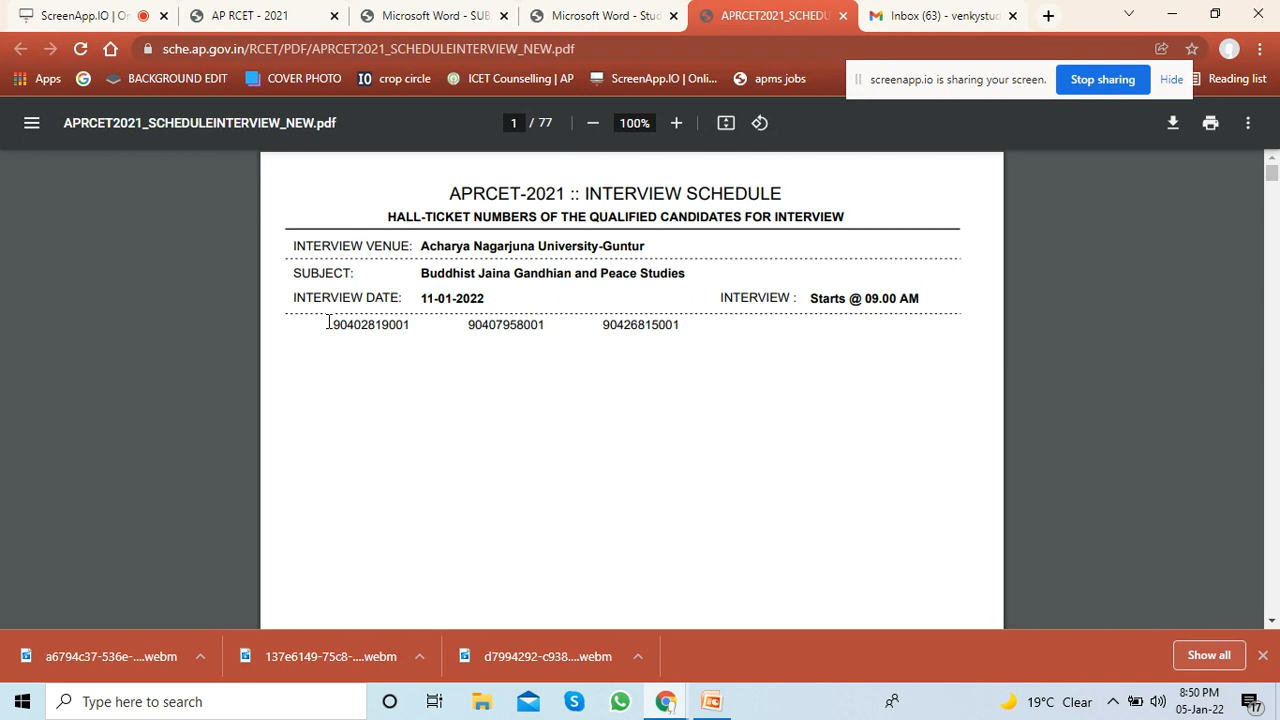 ScreenApp.IO | On
AP RCET - 2021
Microsoft Word - SUB
Microsoft Word - Stud
APRCET2021_SCHEDU
Inbox (63) - venkystud
sche.ap.gov.in/RCET/PDF/APRCET2021_SCHEDULEINTERVIEW_NEW.pdf
Apps
BACKGROUND EDIT
COVER PHOTO
crop circle
ICET Counselling | AP
ScreenApp.IO | Onli...
apms jobs
screenapp.io is sharing your screen.
Stop sharing
Hide
Reading list
APRCET2021_SCHEDULEINTERVIEW_NEW.pdf
1 / 77
100%
APRCET-2021 :: INTERVIEW SCHEDULE
HALL-TICKET NUMBERS OF THE QUALIFIED CANDIDATES FOR INTERVIEW
INTERVIEW VENUE: Acharya Nagarjuna University-Guntur
SUBJECT: Buddhist Jaina Gandhian and Peace Studies
INTERVIEW DATE: 11-01-2022 INTERVIEW : Starts @ 09.00 AM
90402819001 90407958001 90426815001
a6794c37-536e-....webm
137e6149-75c8-....webm
d7994292-c938....webm
Show all
Type here to search
19°C Clear
8:50 PM
05-Jan-22
17